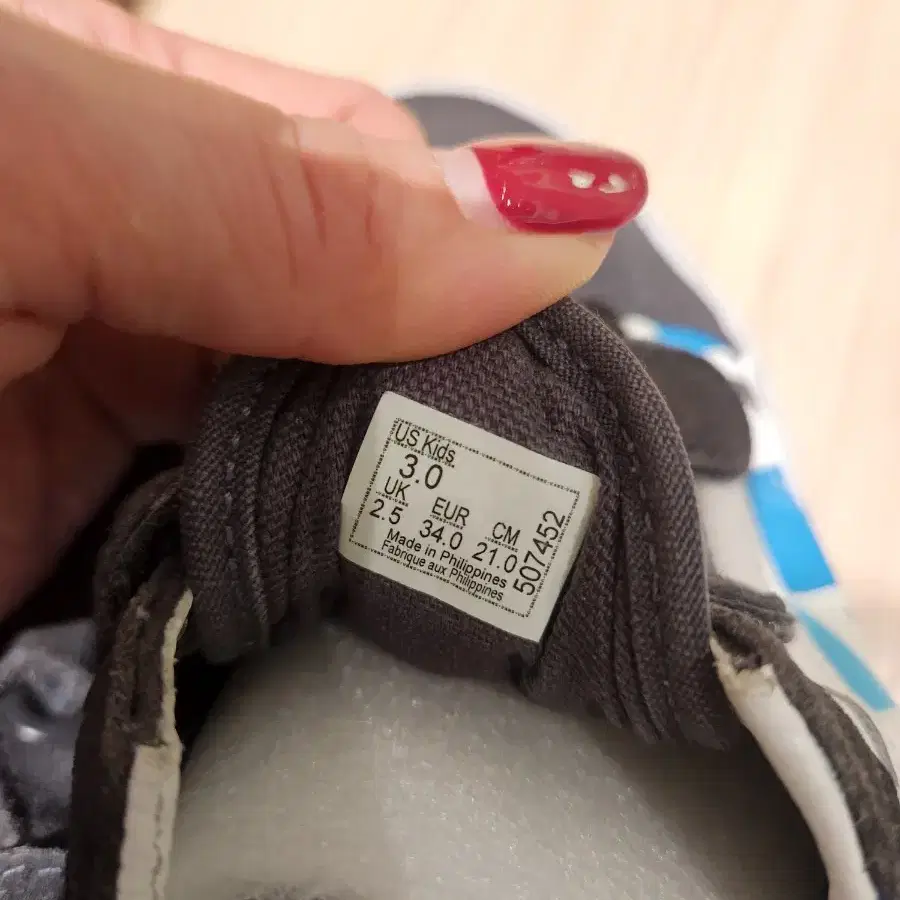 US Kids
3.0
UK EUR CM
2.5 34.0 21.0
Made in Philippines
Fabrique aux Philippines
507452